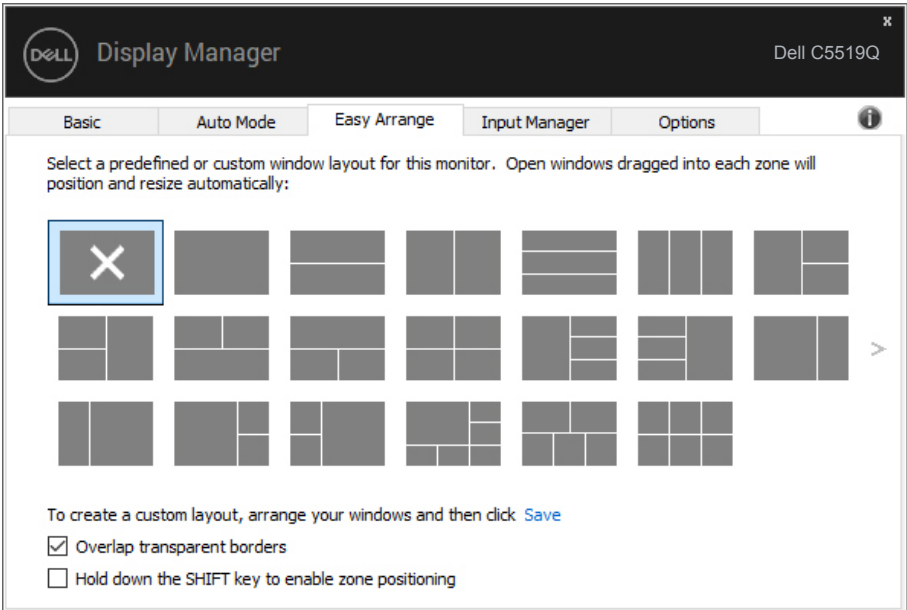 x
DELL Display Manager Dell C5519Q
Basic Auto Mode Easy Arrange Input Manager Options
Select a predefined or custom window layout for this monitor. Open windows dragged into each zone will
position and resize automatically:
>
To create a custom layout, arrange your windows and then click Save
Overlap transparent borders
Hold down the SHIFT key to enable zone positioning